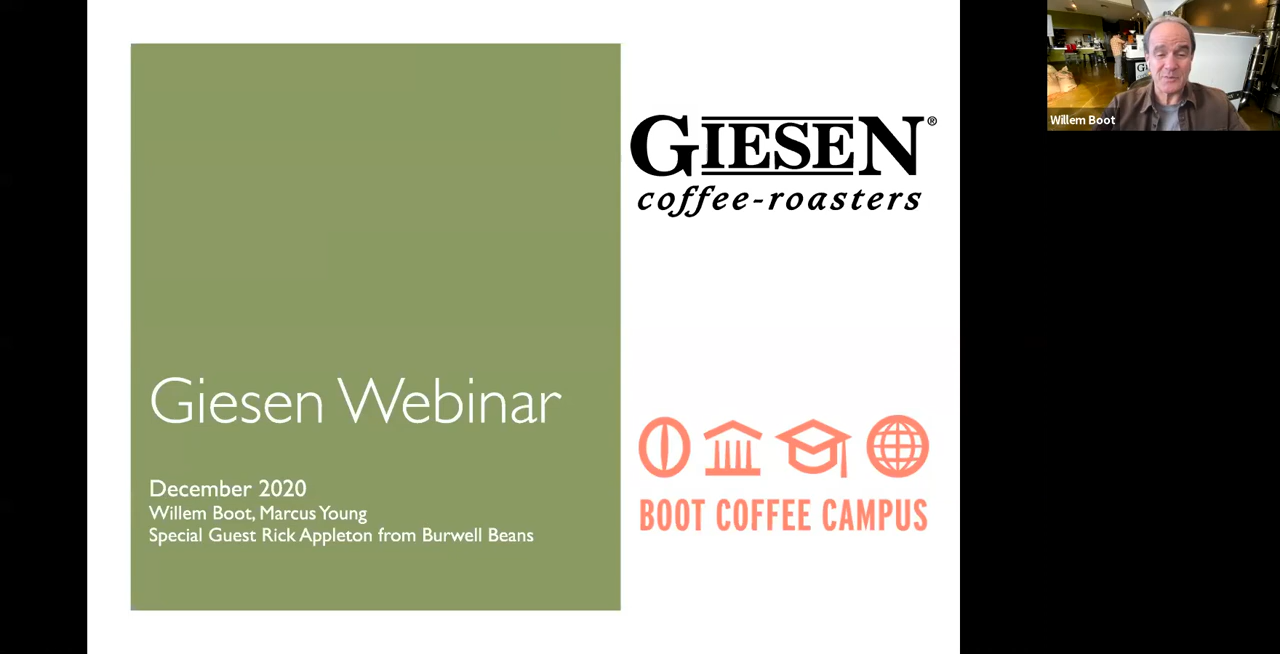 GIESEN®
coffee-roasters
Giesen Webinar
December 2020
Willem Boot, Marcus Young
Special Guest Rick Appleton from Burwell Beans
BOOT COFFEE CAMPUS
Willem Boot